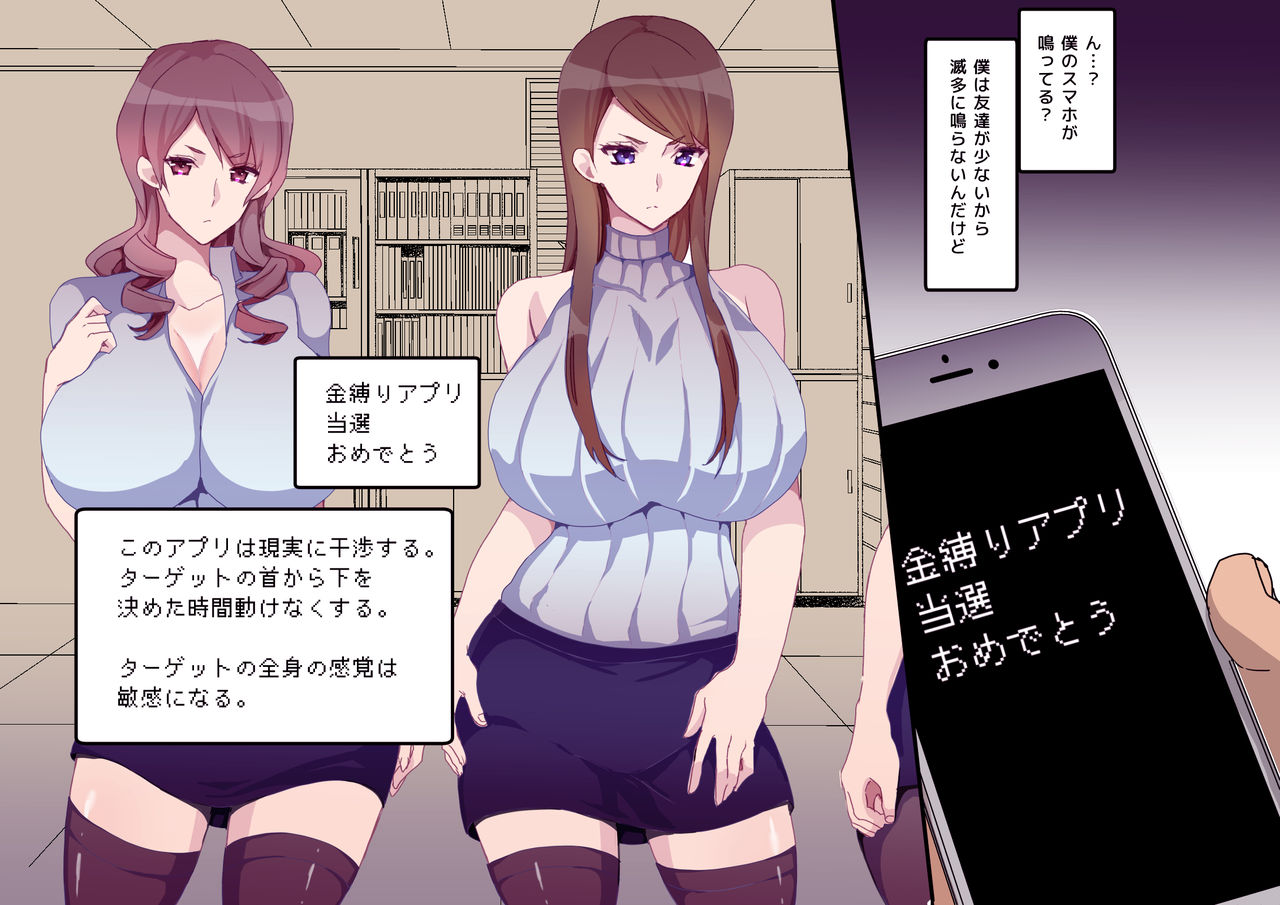 ん…?
僕のスマホが
鳴ってる?
僕は友達が少ないから
滅多に鳴らないんだけど
金縛りアプリ
当選
おめでとう
金縛りアプリ
当選
おめでとう
このアプリは現実に干渉する。
ターゲットの首から下を
決めた時間動けなくする。
ターゲットの全身の感覚は
敏感になる。